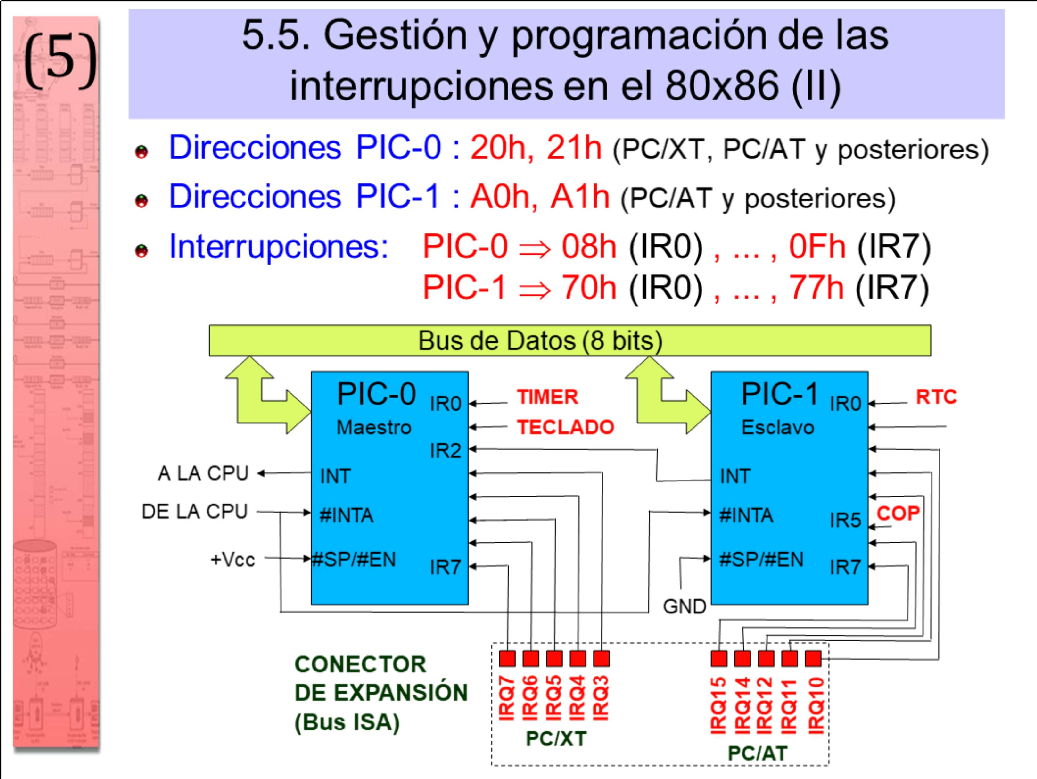 (5)
5.5. Gestión y programación de las
interrupciones en el 80x86 (II)
Direcciones PIC-0 : 20h, 21h (PC/XT, PC/AT y posteriores)
Direcciones PIC-1 : A0h, A1h (PC/AT y posteriores)
Interrupciones: PIC-0 ⇒ 08h (IR0) , ... , 0Fh (IR7)
PIC-1 ⇒ 70h (IR0) , ... , 77h (IR7)
Bus de Datos (8 bits)
PIC-0 IR0 TIMER
Maestro TECLADO
IR2
A LA CPU INT
DE LA CPU #INTA
+Vcc #SP/#EN IR7
PIC-1 IR0 RTC
Esclavo
INT
#INTA IR5 COP
#SP/#EN IR7
GND
CONECTOR
DE EXPANSIÓN
(Bus ISA)
IRQ7
IRQ6
IRQ5
IRQ4
IRQ3
PC/XT
IRQ15
IRQ14
IRQ12
IRQ11
IRQ10
PC/AT